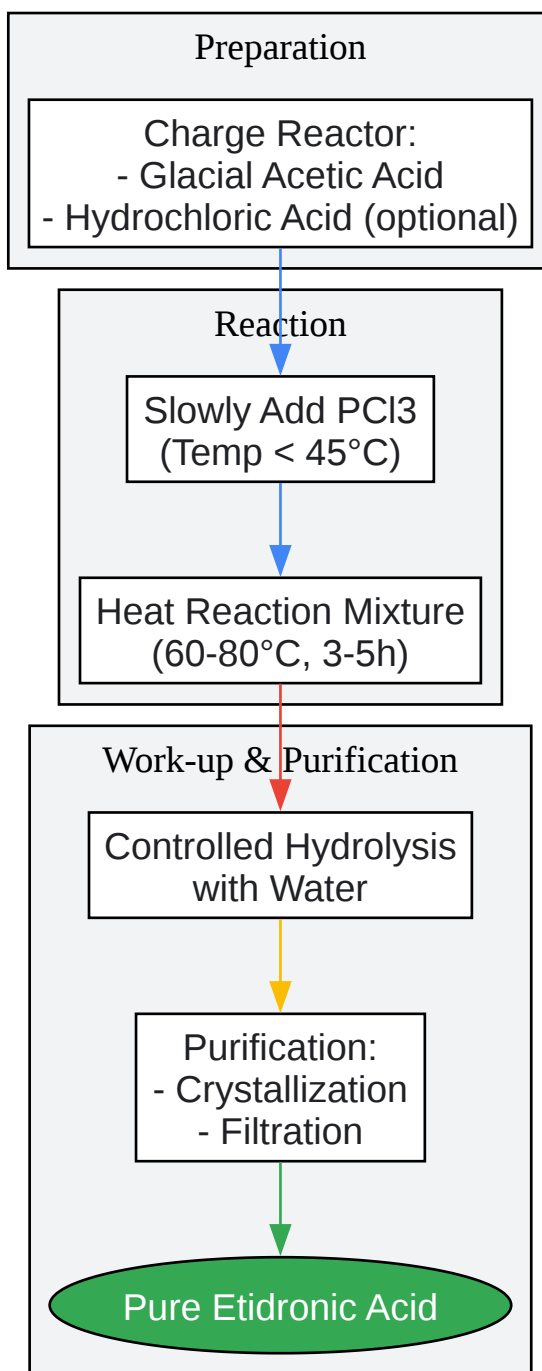 Preparation
Charge Reactor:
- Glacial Acetic Acid
- Hydrochloric Acid (optional)
Reaction
Slowly Add PCl3
(Temp < 45°C)
Heat Reaction Mixture
(60-80°C, 3-5h)
Work-up & Purification
Controlled Hydrolysis
with Water
Purification:
- Crystallization
- Filtration
Pure Etidronic Acid